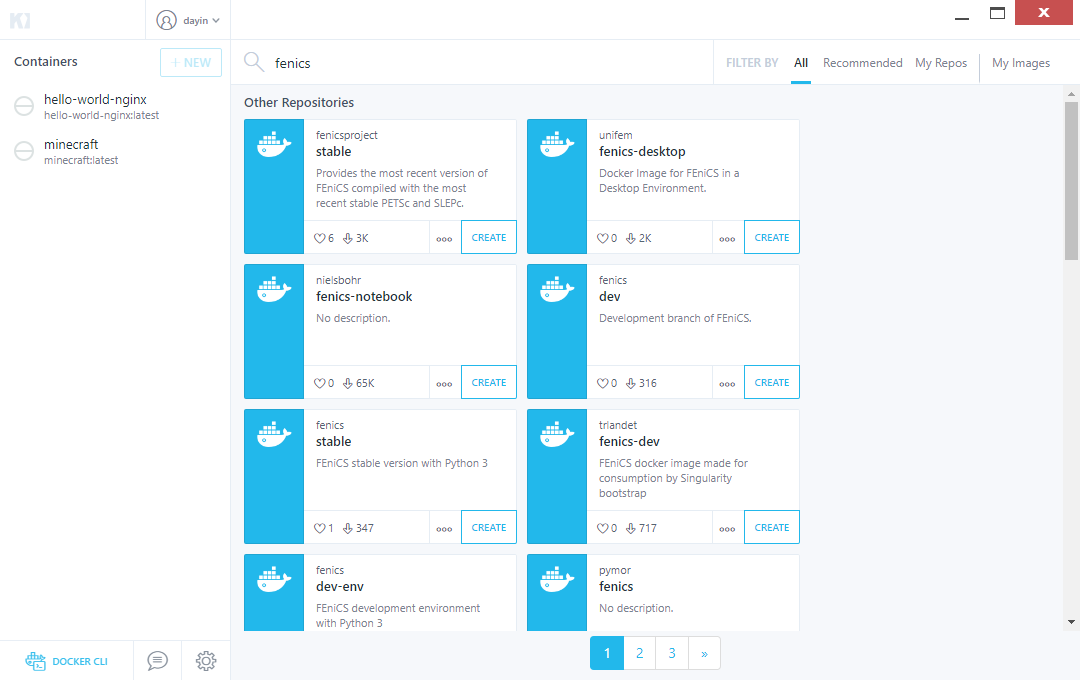 dayin
Containers
+ NEW
hello-world-nginx
hello-world-nginx:latest
minecraft
minecraft:latest
fenics
FILTER BY All Recommended My Repos My Images
Other Repositories
fenicsproject
stable
Provides the most recent version of
FEniCS compiled with the most
recent stable PETSc and SLEPc.
6 3K CREATE
unifem
fenics-desktop
Docker Image for FEniCS in a
Desktop Environment.
0 2K CREATE
nielsbohr
fenics-notebook
No description.
0 65K CREATE
fenics
dev
Development branch of FEniCS.
0 316 CREATE
fenics
stable
FEniCS stable version with Python 3
1 347 CREATE
trlandet
fenics-dev
FEniCS docker image made for
consumption by Singularity
bootstrap
0 717 CREATE
fenics
dev-env
FEniCS development environment
with Python 3
pymor
fenics
No description.
1 2 3 »
DOCKER CLI